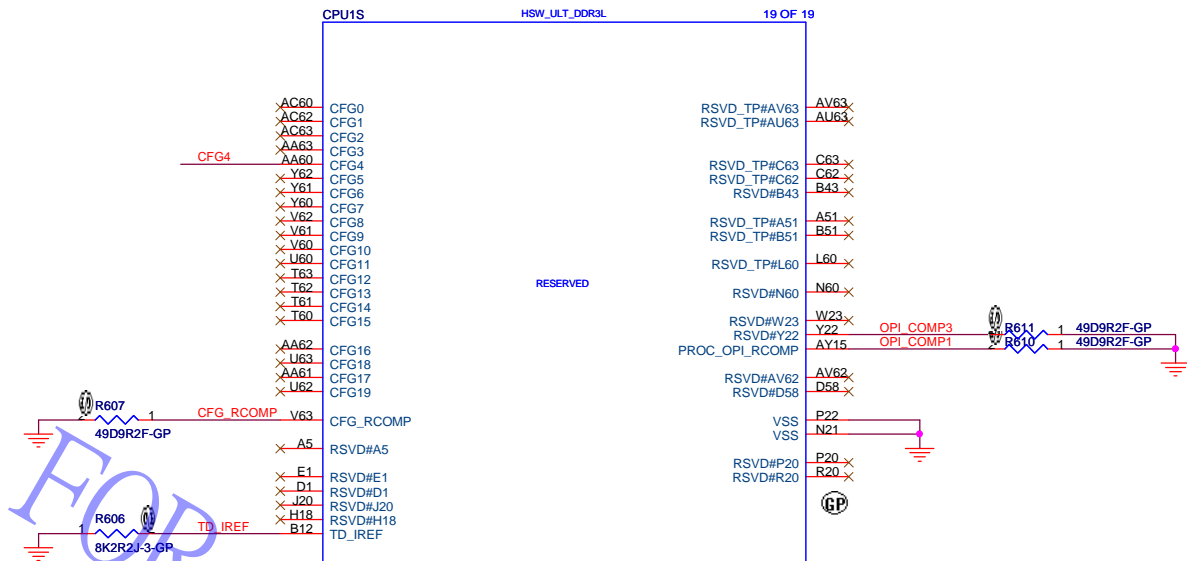 CPU1S
HSW_ULT_DDR3L
19 OF 19
AC60 CFG0
AC62 CFG1
AC63 CFG2
AA63 CFG3
CFG4 AA60 CFG4
Y62 CFG5
Y61 CFG6
Y60 CFG7
V62 CFG8
V61 CFG9
V60 CFG10
U60 CFG11
T63 CFG12
T62 CFG13
T61 CFG14
T60 CFG15
AA62 CFG16
U63 CFG18
AA61 CFG17
U62 CFG19
R607
2 1 CFG_RCOMP V63 CFG_RCOMP
49D9R2F-GP
A5 RSVD#A5
E1 RSVD#E1
D1 RSVD#D1
J20 RSVD#J20
H18 RSVD#H18
R606
1 2 TD_IREF B12 TD_IREF
8K2R2J-3-GP
RESERVED
RSVD_TP#AV63 AV63
RSVD_TP#AU63 AU63
RSVD_TP#C63 C63
RSVD_TP#C62 C62
RSVD#B43 B43
RSVD_TP#A51 A51
RSVD_TP#B51 B51
RSVD_TP#L60 L60
RSVD#N60 N60
RSVD#W23 W23
RSVD#Y22 Y22 OPI_COMP3 R611 1 49D9R2F-GP
PROC_OPI_RCOMP AY15 OPI_COMP1 2 R610 1 49D9R2F-GP
RSVD#AV62 AV62
RSVD#D58 D58
VSS P22
VSS N21
RSVD#P20 P20
RSVD#R20 R20
GP
FOR